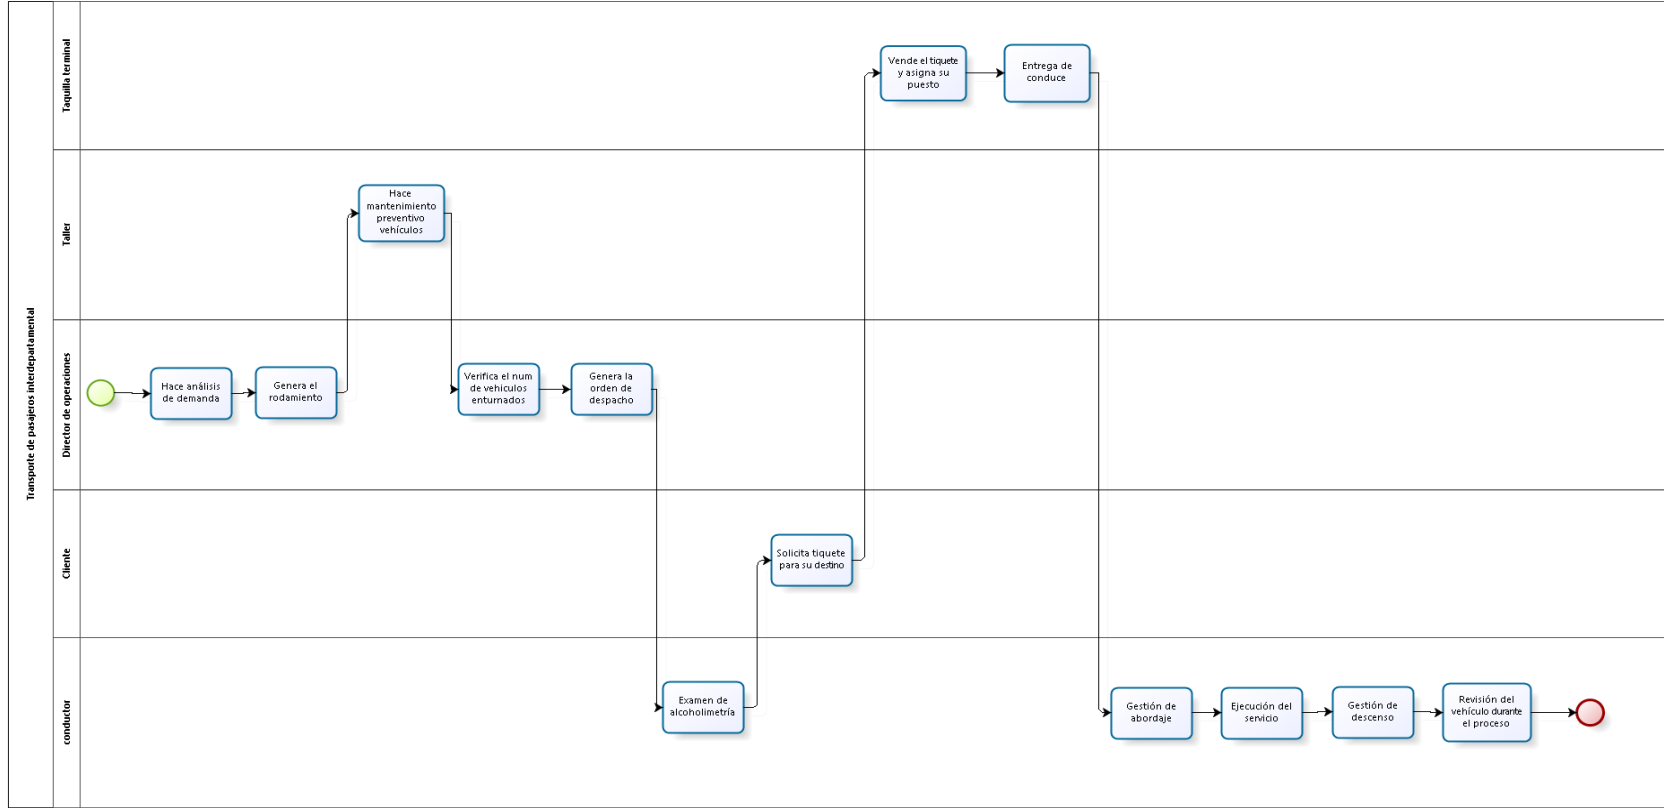 Transporte de pasajeros interdepartamental
Taquilla terminal
Vende el tiquete
y asigna su
puesto
Entrega de
conduce
Taller
Hace
mantenimiento
preventivo
vehículos
Director de operaciones
Hace análisis
de demanda
Genera el
rodamiento
Verifica el num
de vehiculos
enturnados
Genera la
orden de
despacho
Cliente
Solicita tiquete
para su destino
conductor
Examen de
alcoholimetría
Gestión de
abordaje
Ejecución del
servicio
Gestión de
descenso
Revisión del
vehículo durante
el proceso